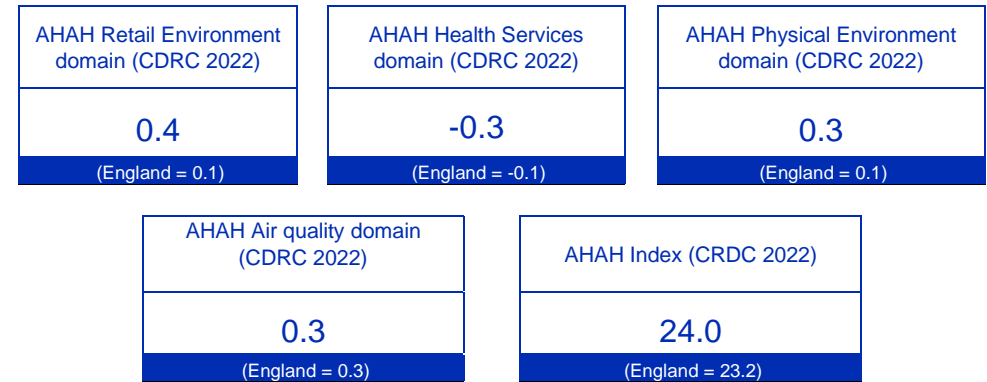 AHAH Retail Environment
domain (CDRC 2022)
0.4
(England = 0.1)
AHAH Health Services
domain (CDRC 2022)
-0.3
(England = -0.1)
AHAH Physical Environment
domain (CDRC 2022)
0.3
(England = 0.1)
AHAH Air quality domain
(CDRC 2022)
0.3
(England = 0.3)
AHAH Index (CRDC 2022)
24.0
(England = 23.2)